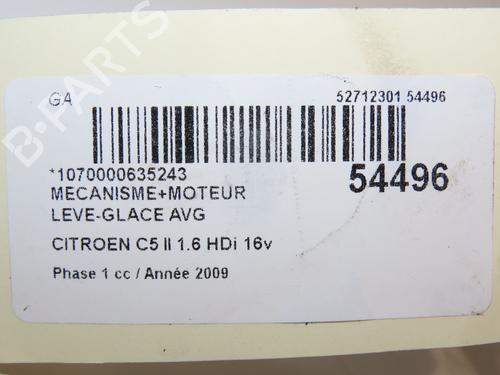 B-PARTS
GA
52712301 54496
*1070000635243
54496
MECANISME+MOTEUR
LEVE-GLACE AVG
CITROEN C5 II 1.6 HDi 16v
Phase 1 cc / Année 2009